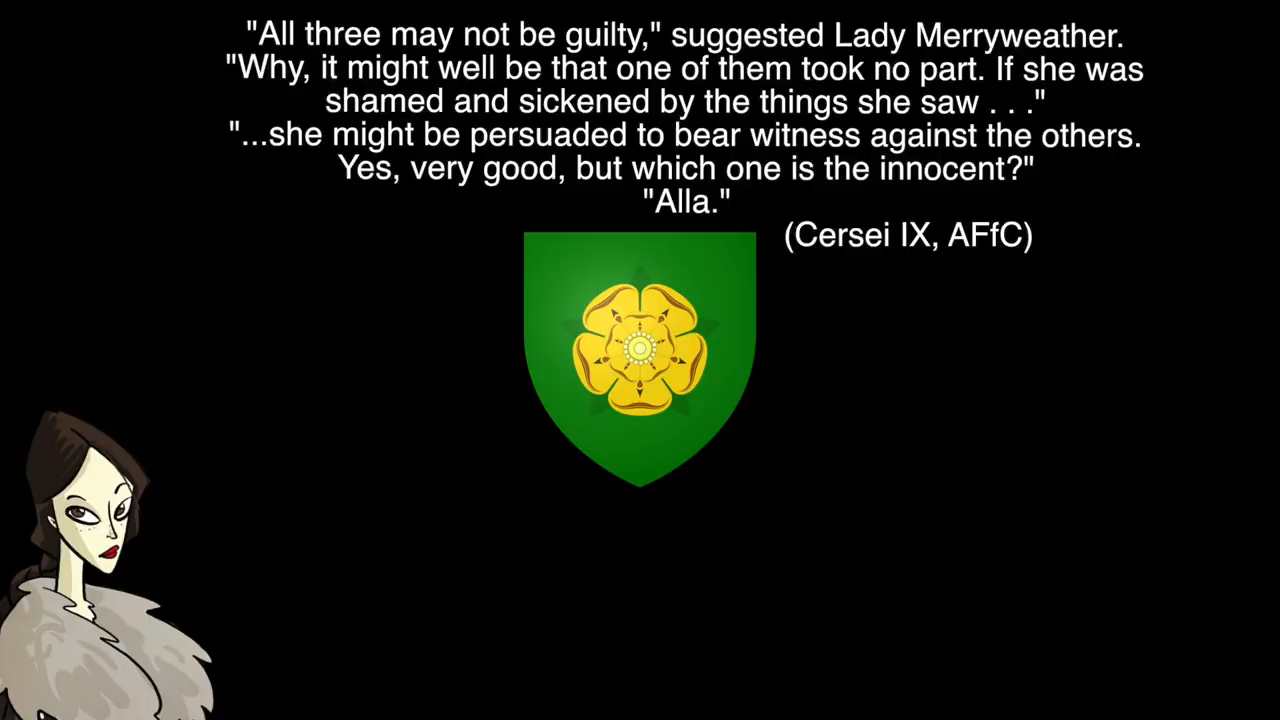 "All three may not be guilty," suggested Lady Merryweather.
"Why, it might well be that one of them took no part. If she was
shamed and sickened by the things she saw . . ."
"...she might be persuaded to bear witness against the others.
Yes, very good, but which one is the innocent?"
"Alla."
(Cersei IX, AFfC)